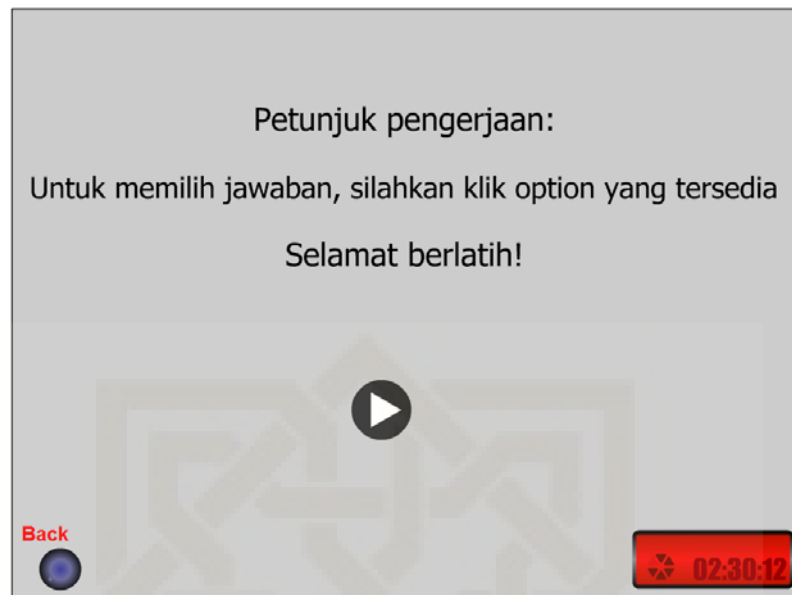 Petunjuk pengerjaan:
Untuk memilih jawaban, silahkan klik option yang tersedia
Selamat berlatih!
Back
02:30:12